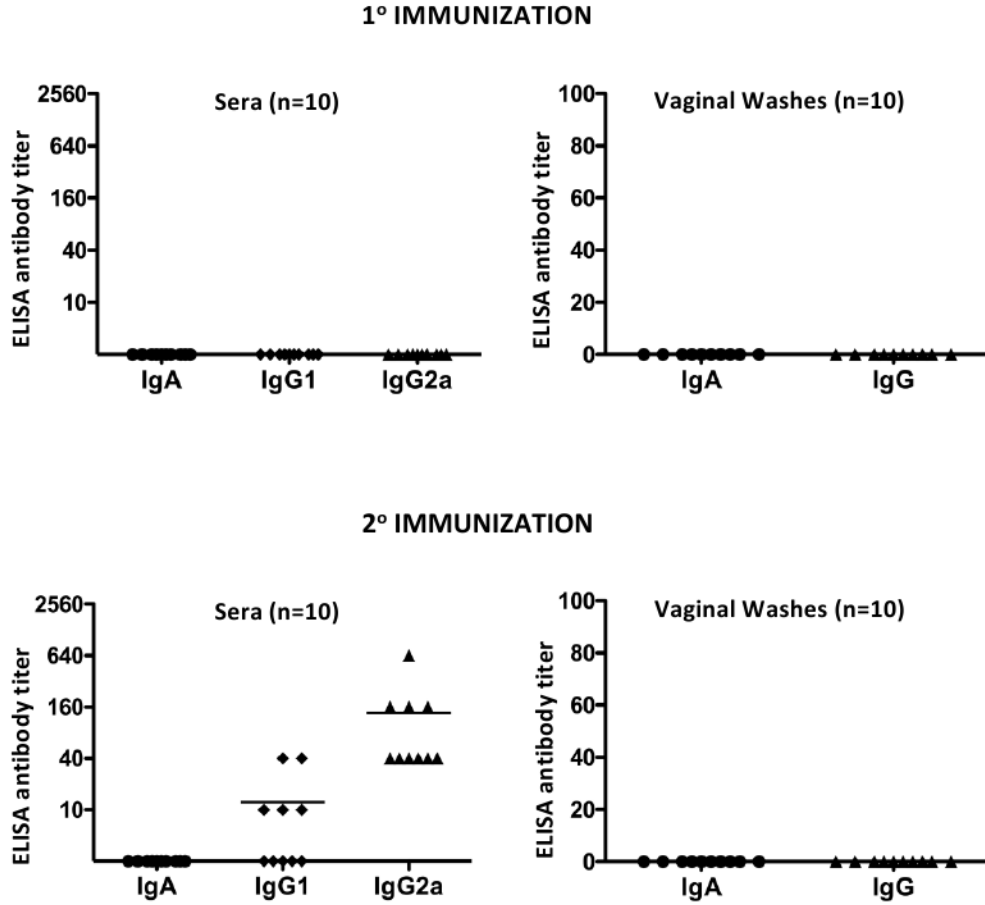 1º IMMUNIZATION
Sera (n=10)
Vaginal Washes (n=10)
ELISA antibody titer
2560
640
160
40
10
IgA IgG1 IgG2a
ELISA antibody titer
100
80
60
40
20
0
IgA IgG
2º IMMUNIZATION
Sera (n=10)
Vaginal Washes (n=10)
ELISA antibody titer
2560
640
160
40
10
IgA IgG1 IgG2a
ELISA antibody titer
100
80
60
40
20
0
IgA IgG